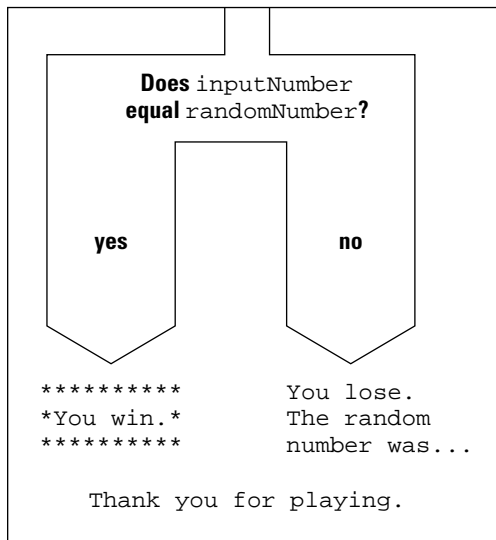 Does inputNumber
equal randomNumber?
yes
no
**********
*You win.*
**********
You lose.
The random
number was...
Thank you for playing.